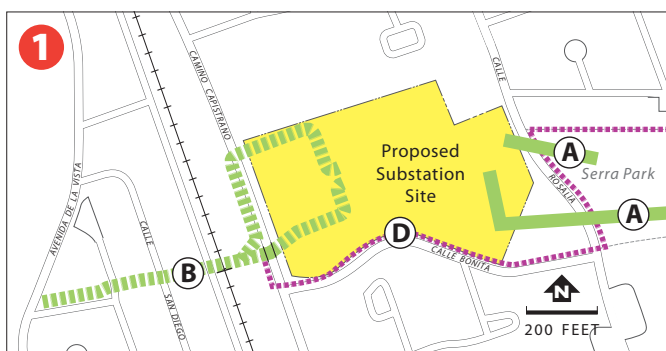 1
CAMINO CAPISTRANO
CALLE
ROSALIA
A
Serra Park
Proposed
Substation
Site
A
AVENIDA DE LA VISTA
CALLE
SAN DIEGO
B
D
CALLE BONITA
N
200 FEET